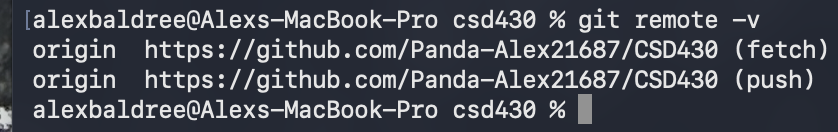 [alexbaldree@Alexs-MacBook-Pro csd430 % git remote -v
origin https://github.com/Panda-Alex21687/CSD430 (fetch)
origin https://github.com/Panda-Alex21687/CSD430 (push)
alexbaldree@Alexs-MacBook-Pro csd430 %